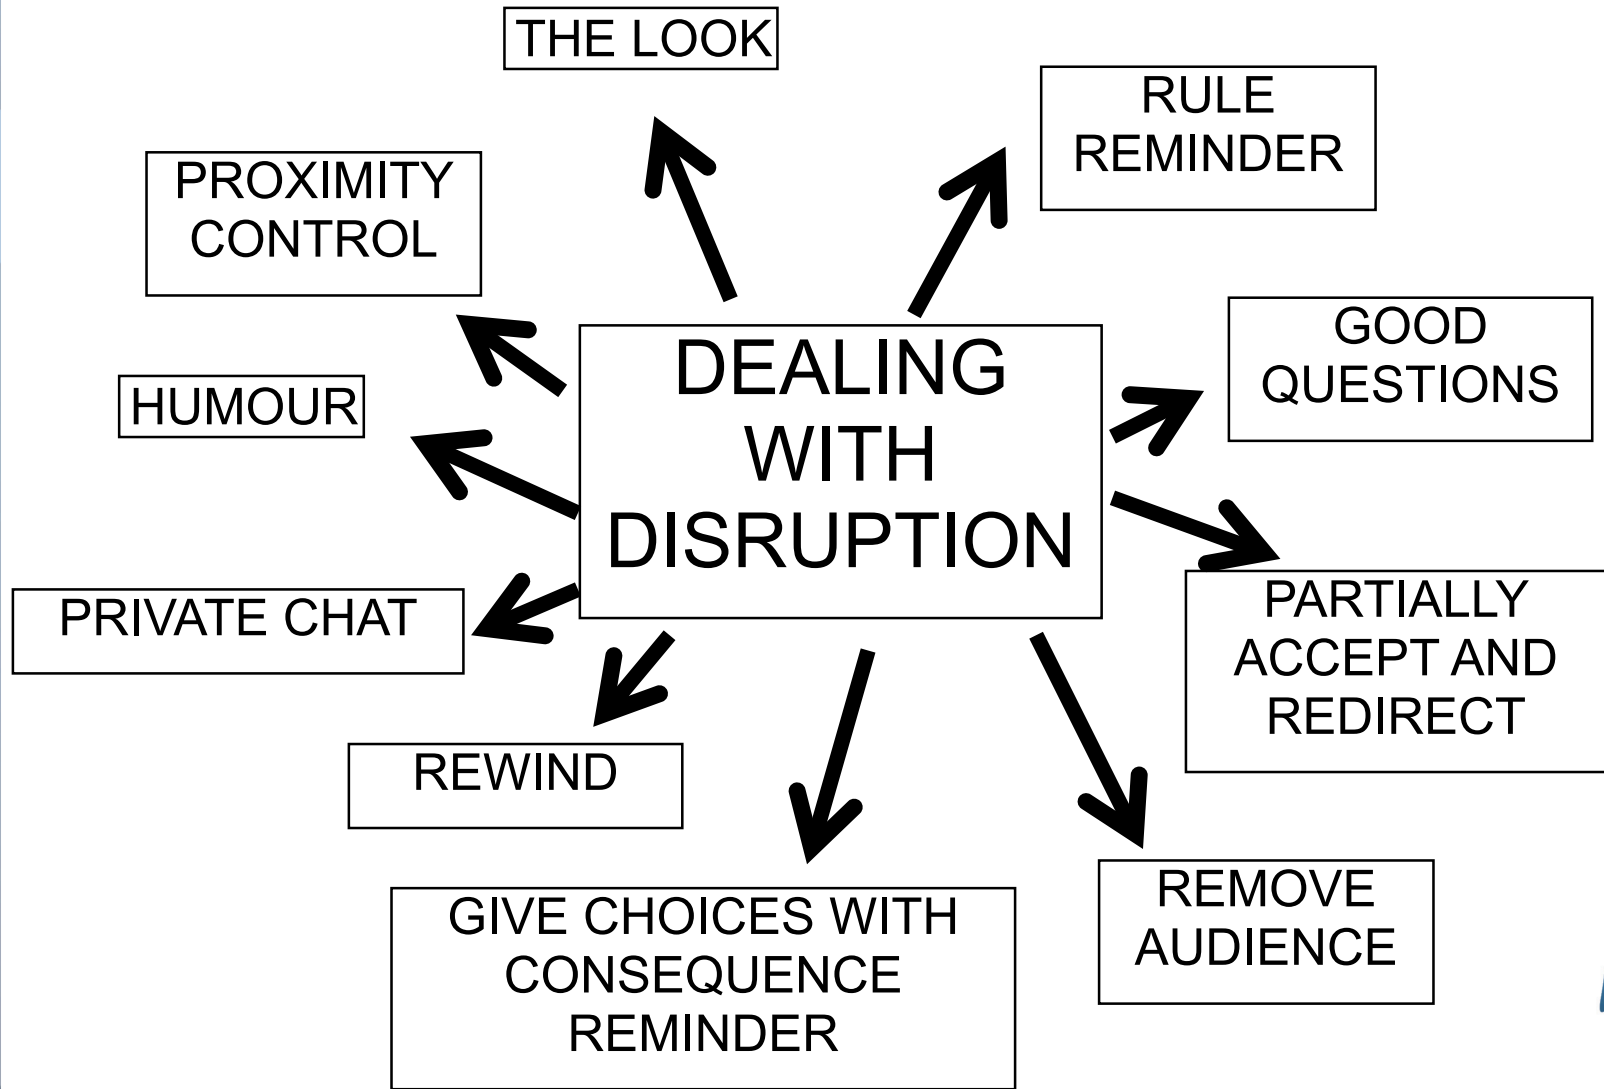 THE LOOK
RULE
REMINDER
PROXIMITY
CONTROL
GOOD
QUESTIONS
DEALING
WITH
DISRUPTION
HUMOUR
PARTIALLY
ACCEPT AND
REDIRECT
PRIVATE CHAT
REWIND
REMOVE
AUDIENCE
GIVE CHOICES WITH
CONSEQUENCE
REMINDER